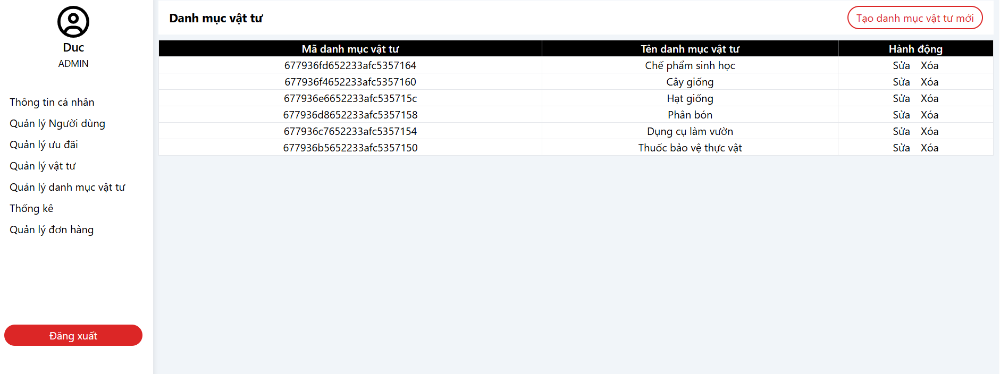 Duc
ADMIN
Thông tin cá nhân
Quản lý Người dùng
Quản lý ưu đãi
Quản lý vật tư
Quản lý danh mục vật tư
Thống kê
Quản lý đơn hàng
Đăng xuất
Danh mục vật tư
Tạo danh mục vật tư mới
Mã danh mục vật tư Tên danh mục vật tư Hành động
677936fd652233afc5357164 Chế phẩm sinh học Sửa Xóa
677936f4652233afc5357160 Cây giống Sửa Xóa
677936e6652233afc535715c Hạt giống Sửa Xóa
677936d8652233afc5357158 Phân bón Sửa Xóa
677936c7652233afc5357154 Dụng cụ làm vườn Sửa Xóa
677936b5652233afc5357150 Thuốc bảo vệ thực vật Sửa Xóa